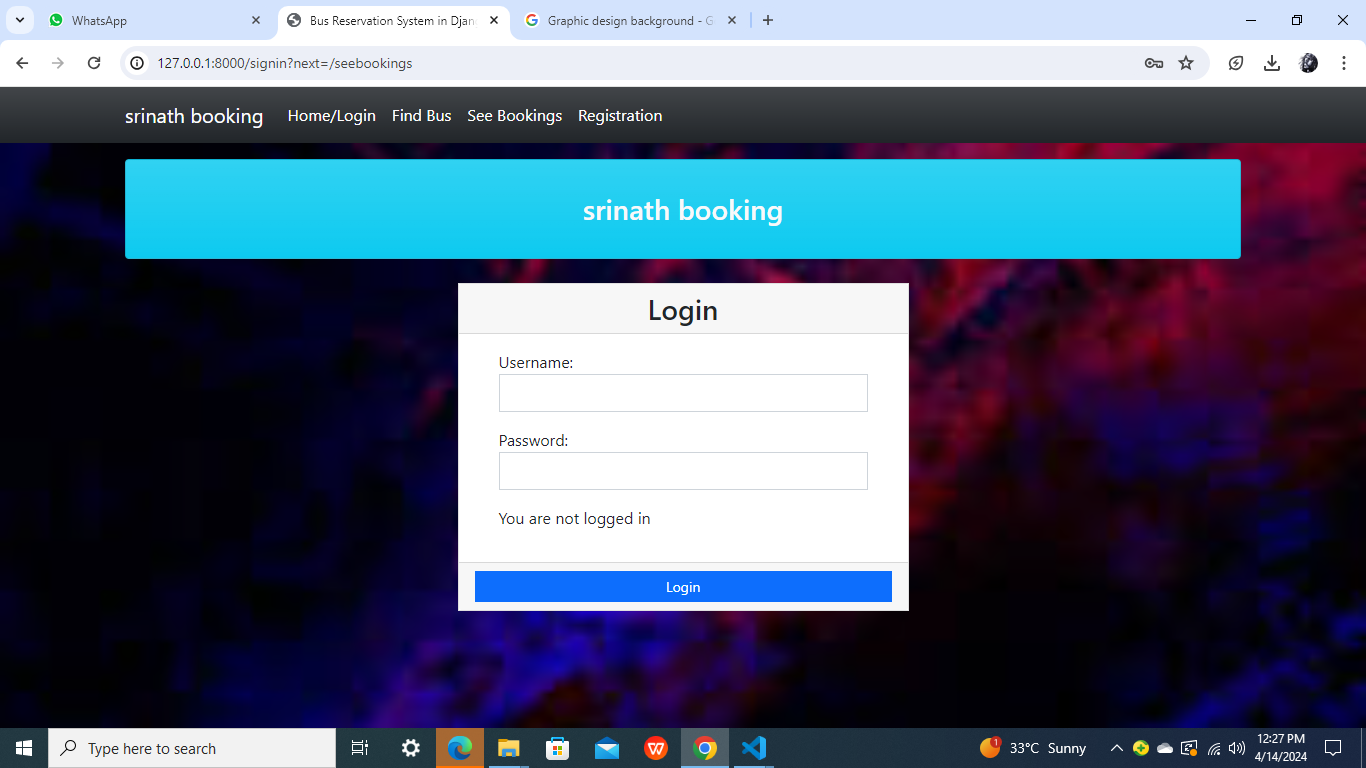 WhatsApp
Bus Reservation System in Djan
Graphic design background - G
127.0.0.1:8000/signin?next=/seebookings
srinath booking Home/Login Find Bus See Bookings Registration
srinath booking
Login
Username:
Password:
You are not logged in
Login
Type here to search
1
33°C Sunny
12:27 PM
4/14/2024